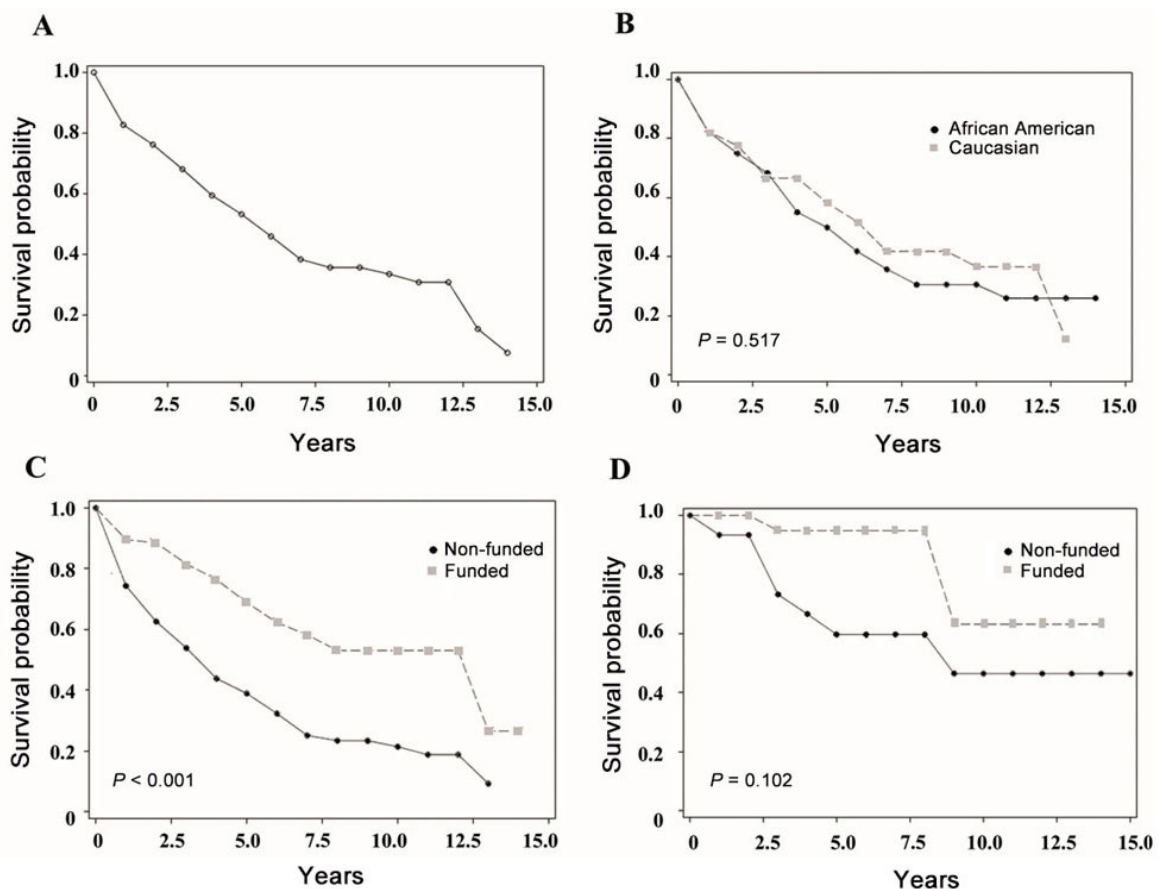 A
1.0
0.8
0.6
0.4
0.2
0
Survival probability
0 2.5 5.0 7.5 10.0 12.5 15.0
Years
B
1.0
0.8
0.6
0.4
0.2
0
Survival probability
African American
Caucasian
P = 0.517
0 2.5 5.0 7.5 10.0 12.5 15.0
Years
C
1.0
0.8
0.6
0.4
0.2
0
Survival probability
Non-funded
Funded
P < 0.001
0 2.5 5.0 7.5 10.0 12.5 15.0
Years
D
1.0
0.8
0.6
0.4
0.2
0
Survival probability
Non-funded
Funded
P = 0.102
0 2.5 5.0 7.5 10.0 12.5 15.0
Years